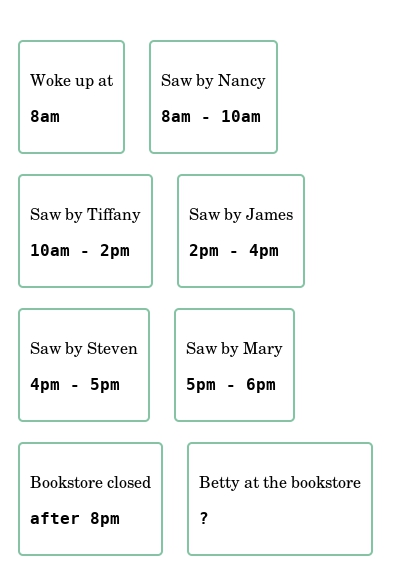 Woke up at
8am
Saw by Nancy
8am - 10am
Saw by Tiffany
10am - 2pm
Saw by James
2pm - 4pm
Saw by Steven
4pm - 5pm
Saw by Mary
5pm - 6pm
Bookstore closed
after 8pm
Betty at the bookstore
?